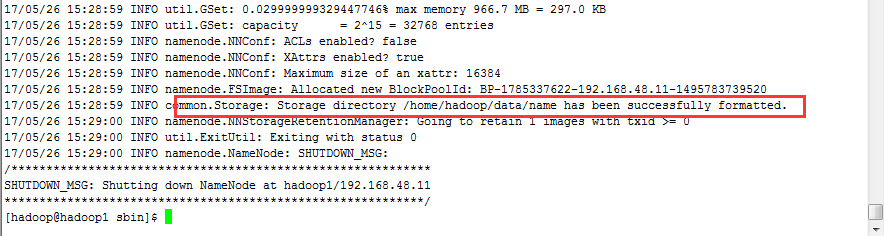 17/05/26 15:28:59 INFO util.GSet: 0.029999999329447746% max memory 966.7 MB = 297.0 KB
17/05/26 15:28:59 INFO util.GSet: capacity      = 2^15 = 32768 entries
17/05/26 15:28:59 INFO namenode.NNConf: ACLs enabled? false
17/05/26 15:28:59 INFO namenode.NNConf: XAttrs enabled? true
17/05/26 15:28:59 INFO namenode.NNConf: Maximum size of an xattr: 16384
17/05/26 15:28:59 INFO namenode.FSImage: Allocated new BlockPoolId: BP-1785337622-192.168.48.11-1495783739520
17/05/26 15:28:59 INFO common.Storage: Storage directory /home/hadoop/data/name has been successfully formatted.
17/05/26 15:29:00 INFO namenode.NNStorageRetentionManager: Going to retain 1 images with txid >= 0
17/05/26 15:29:00 INFO util.ExitUtil: Exiting with status 0
17/05/26 15:29:00 INFO namenode.NameNode: SHUTDOWN_MSG:
/************************************************************
SHUTDOWN_MSG: Shutting down NameNode at hadoop1/192.168.48.11
************************************************************/
[hadoop@hadoop1 sbin]$